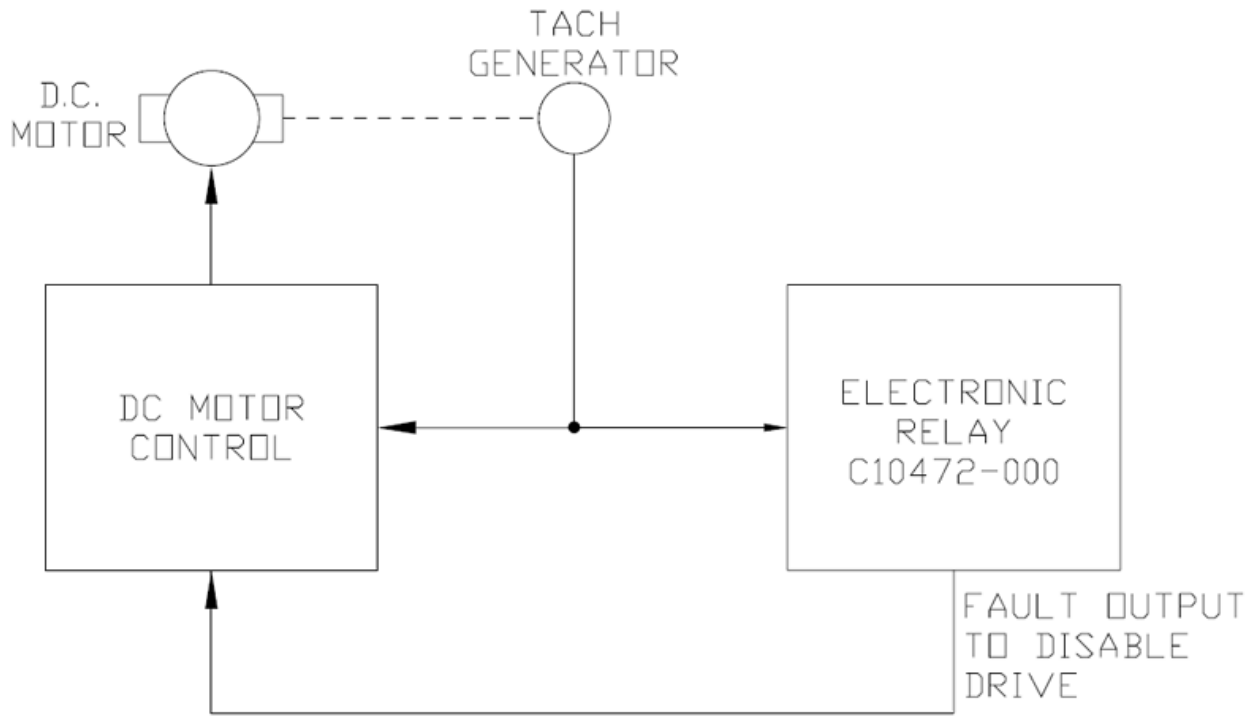 TACH
GENERATOR
D.C.
MOTOR
DC MOTOR
CONTROL
ELECTRONIC
RELAY
C10472-000
FAULT OUTPUT
TO DISABLE
DRIVE